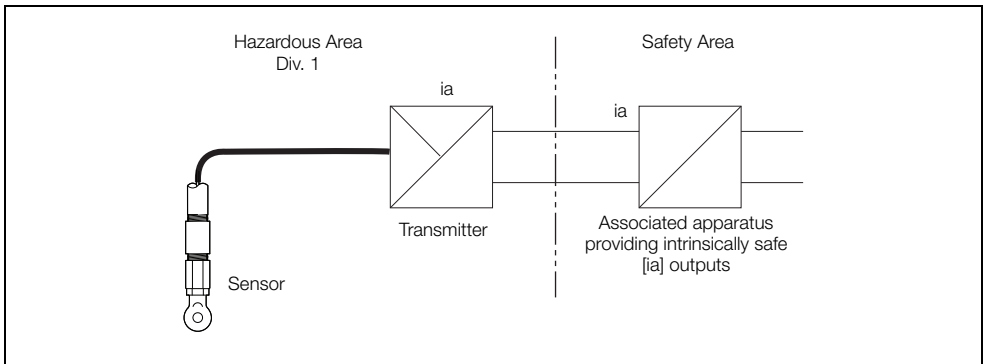 Hazardous Area
Div. 1
Safety Area
ia
ia
Transmitter
Associated apparatus
providing intrinsically safe
[ia] outputs
Sensor